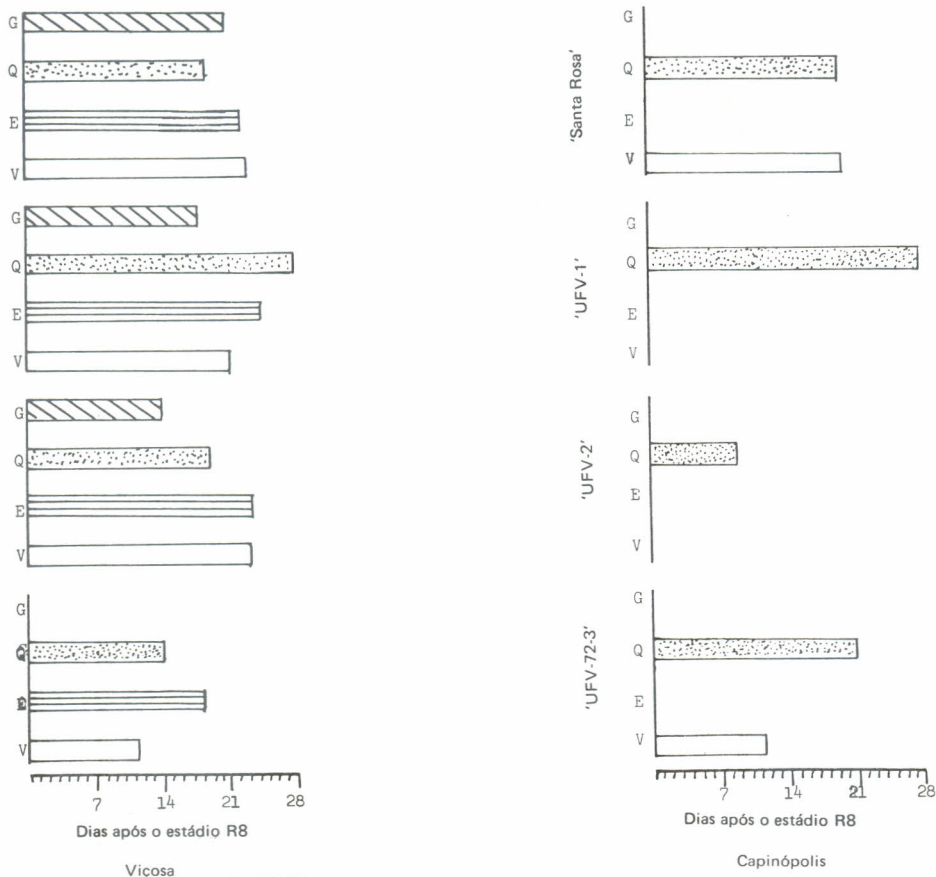 G
Q
E
V
G
Q
E
V
G
Q
E
V
G
Q
E
V
7 14 21 28
Dias após o estádio R8
Viçosa
'Santa Rosa'
G
Q
E
V
'UFV-1'
G
Q
E
V
'UFV-2'
G
Q
E
V
'UFV-72-3'
G
Q
E
V
7 14 21 28
Dias após o estádio R8
Capinópolis